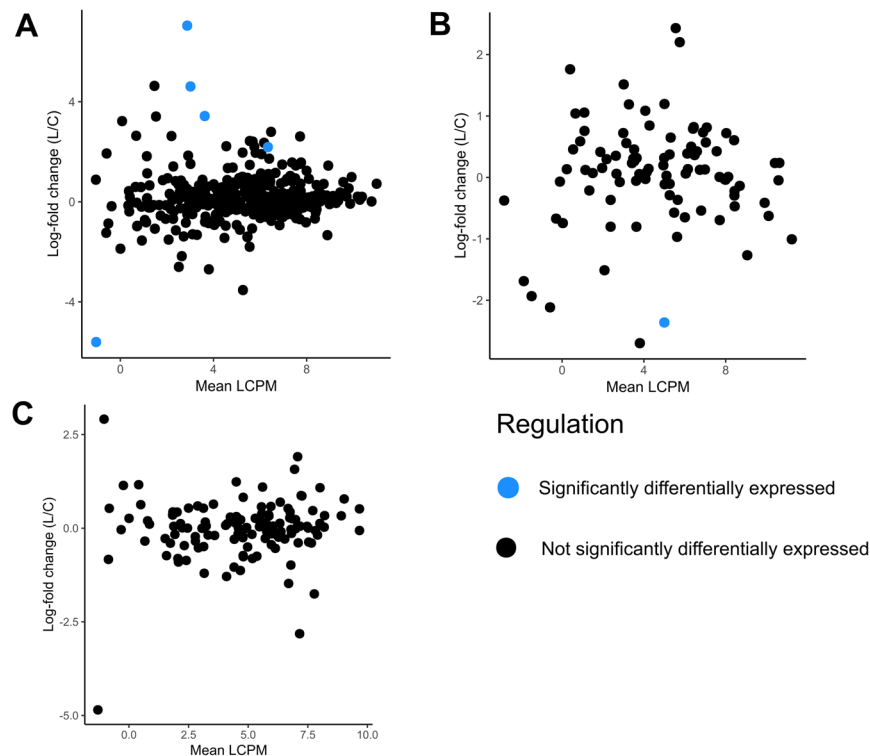 A
Log-fold change (L/C)
4
0
-4
0
4
8
Mean LCPM
B
Log-fold change (L/C)
2
1
0
-1
-2
0
4
8
Mean LCPM
C
Log-fold change (L/C)
2.5
0.0
-2.5
-5.0
0.0
2.5
5.0
7.5
10.0
Mean LCPM
Regulation
Significantly differentially expressed
Not significantly differentially expressed